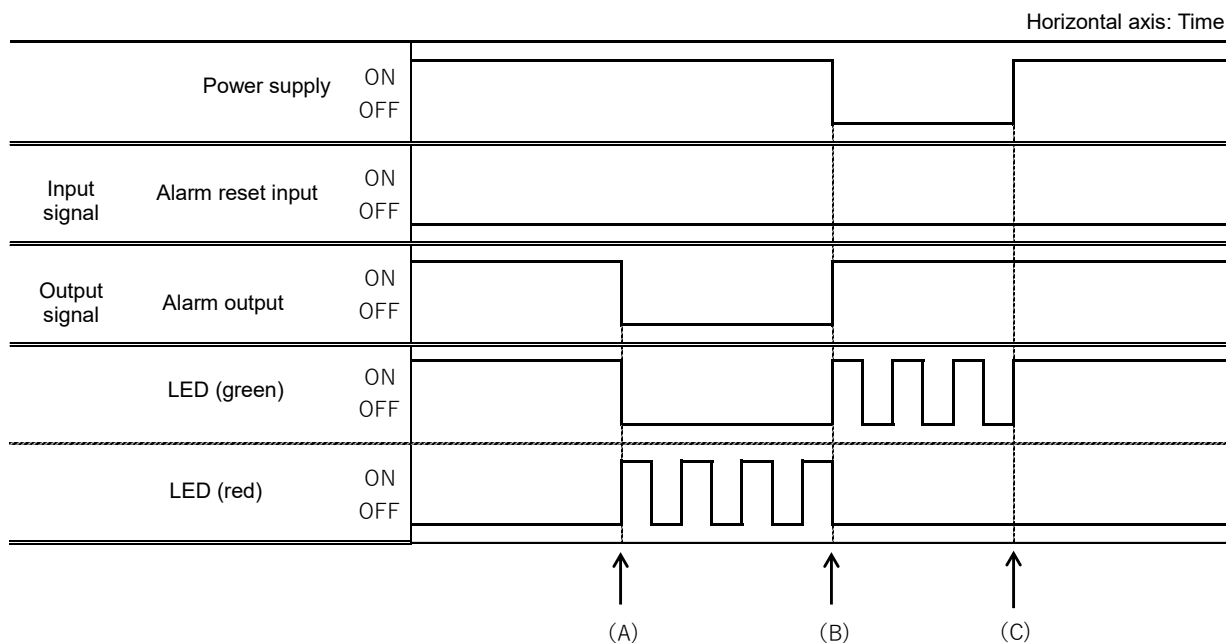 Horizontal axis: Time
Power supply
ON
OFF
Input
signal
Alarm reset input
ON
OFF
Output
signal
Alarm output
ON
OFF
LED (green)
ON
OFF
LED (red)
ON
OFF
(A)
(B)
(C)